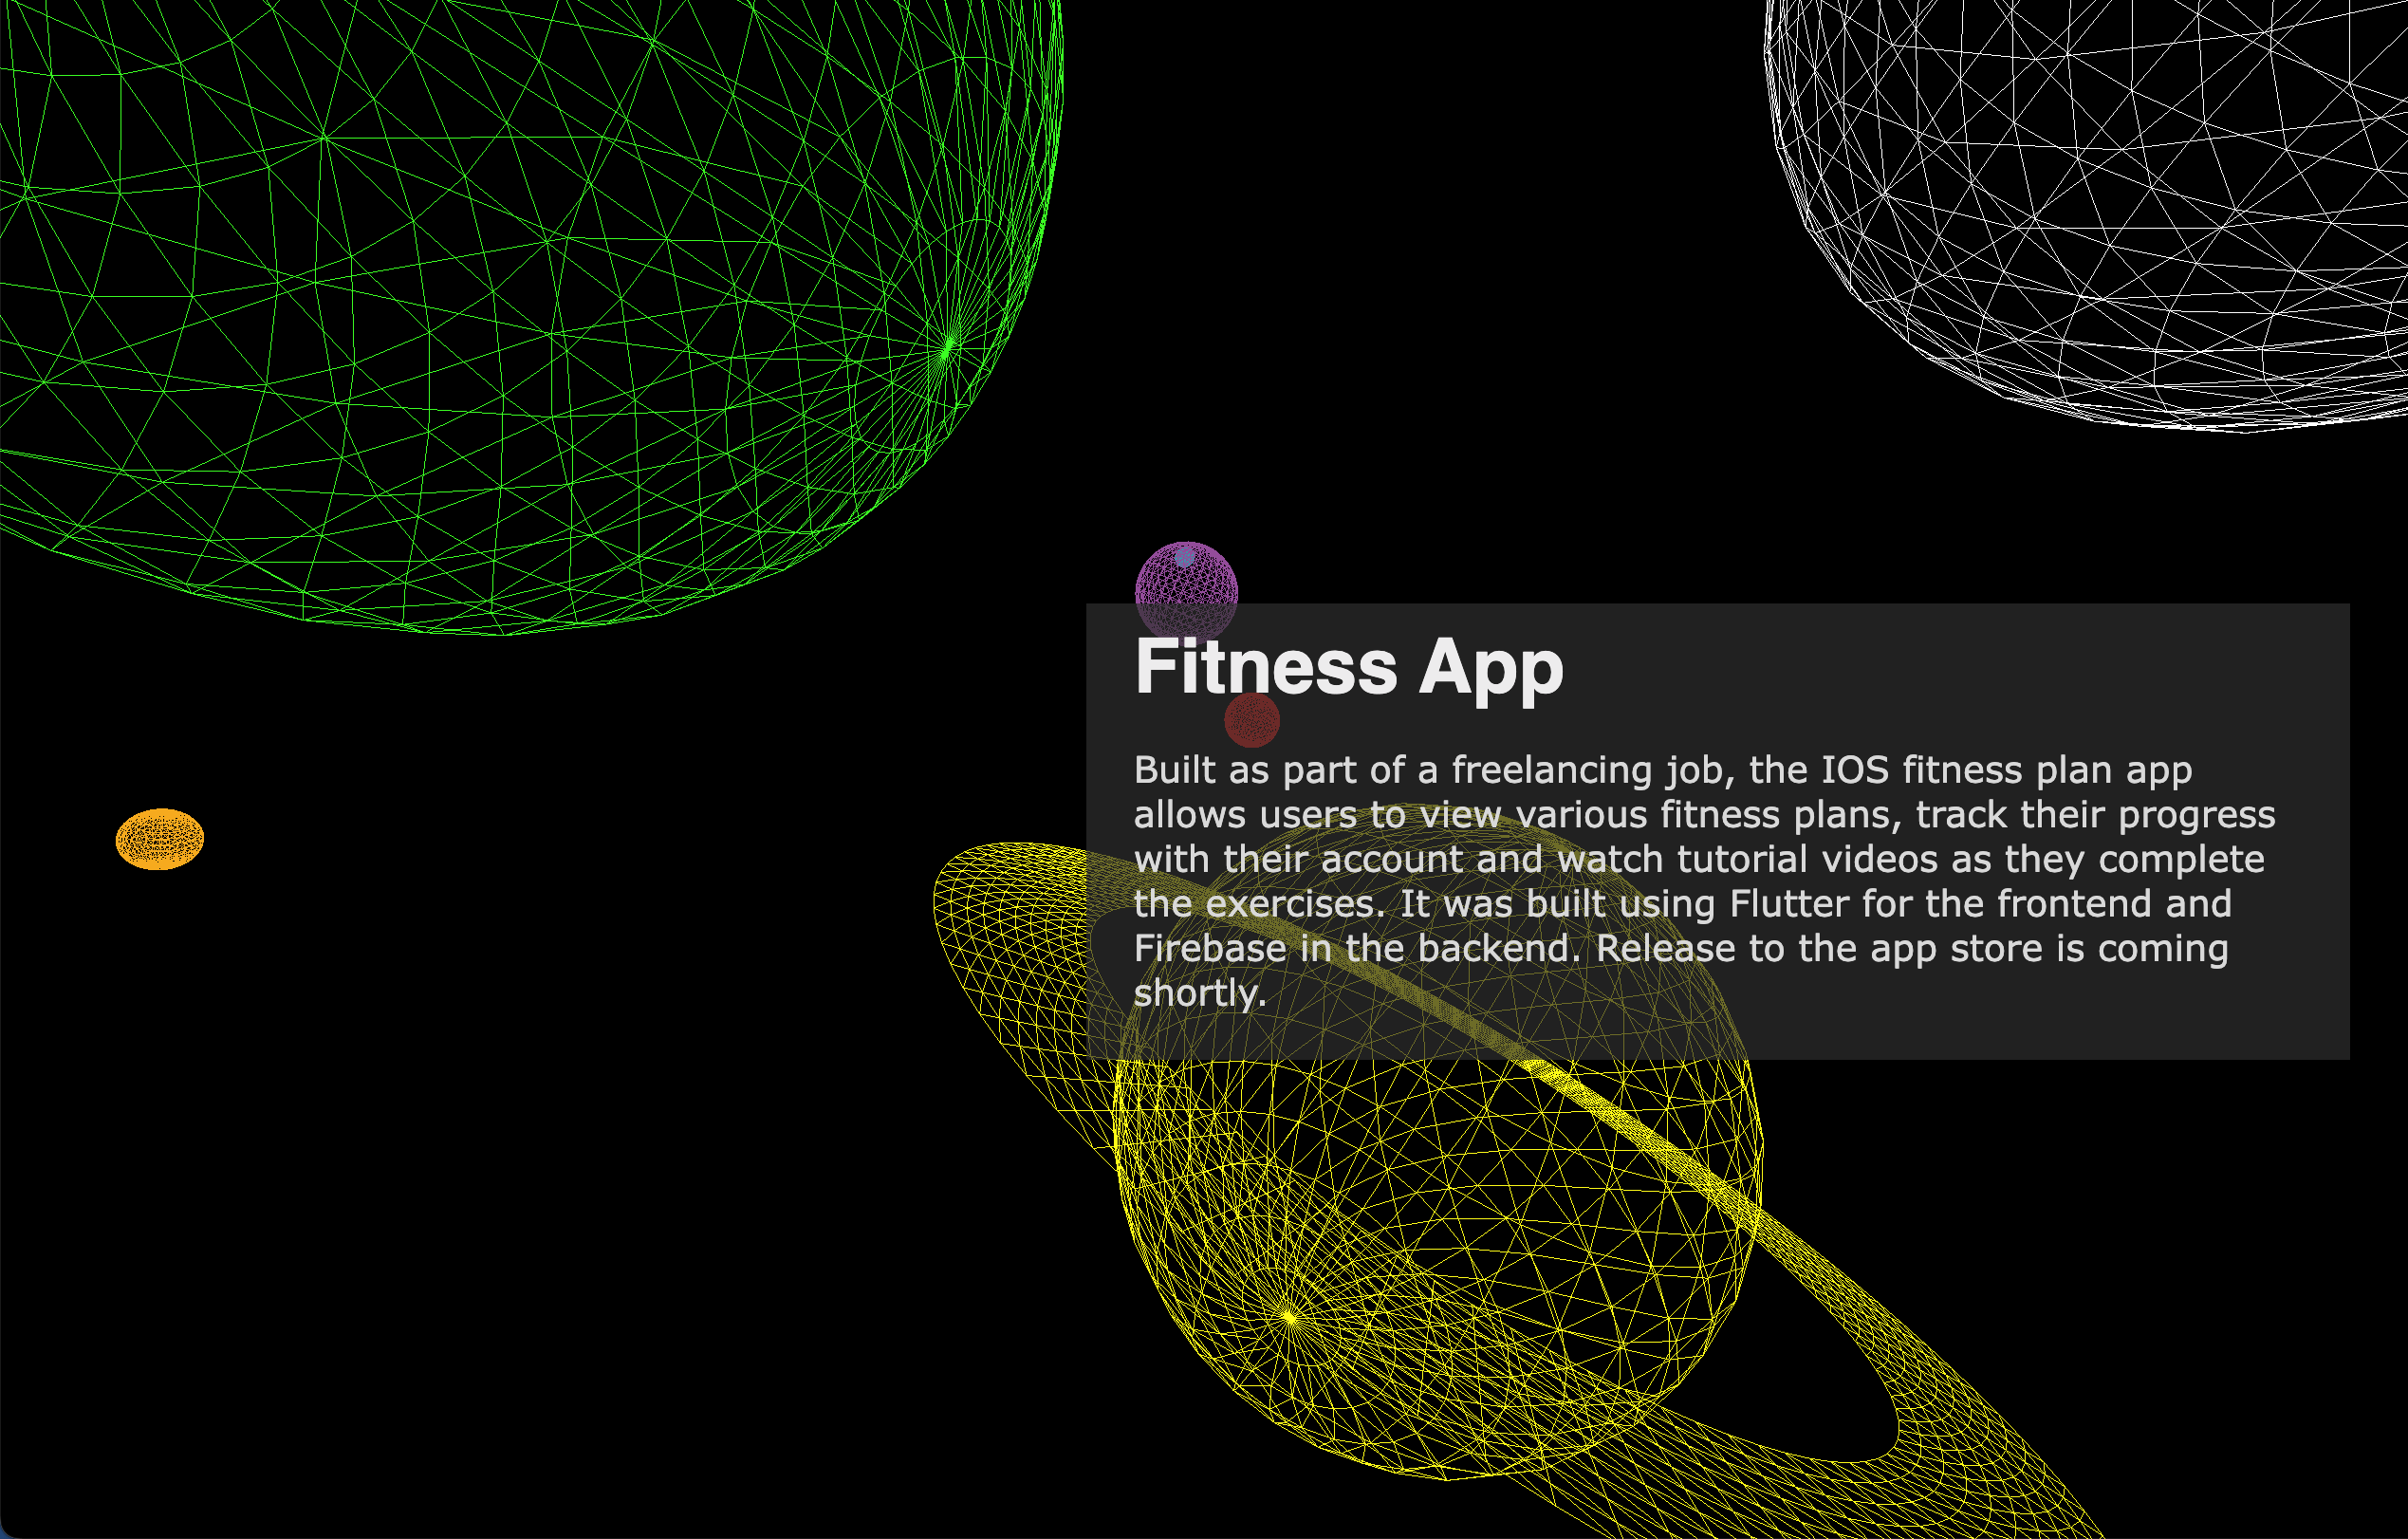 Fitness App
Built as part of a freelancing job, the IOS fitness plan app
allows users to view various fitness plans, track their progress
with their account and watch tutorial videos as they complete
the exercises. It was built using Flutter for the frontend and
Firebase in the backend. Release to the app store is coming
shortly.